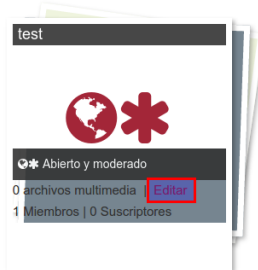 test
Abierto y moderado
0 archivos multimedia | Editar
1 Miembros | 0 Suscriptores